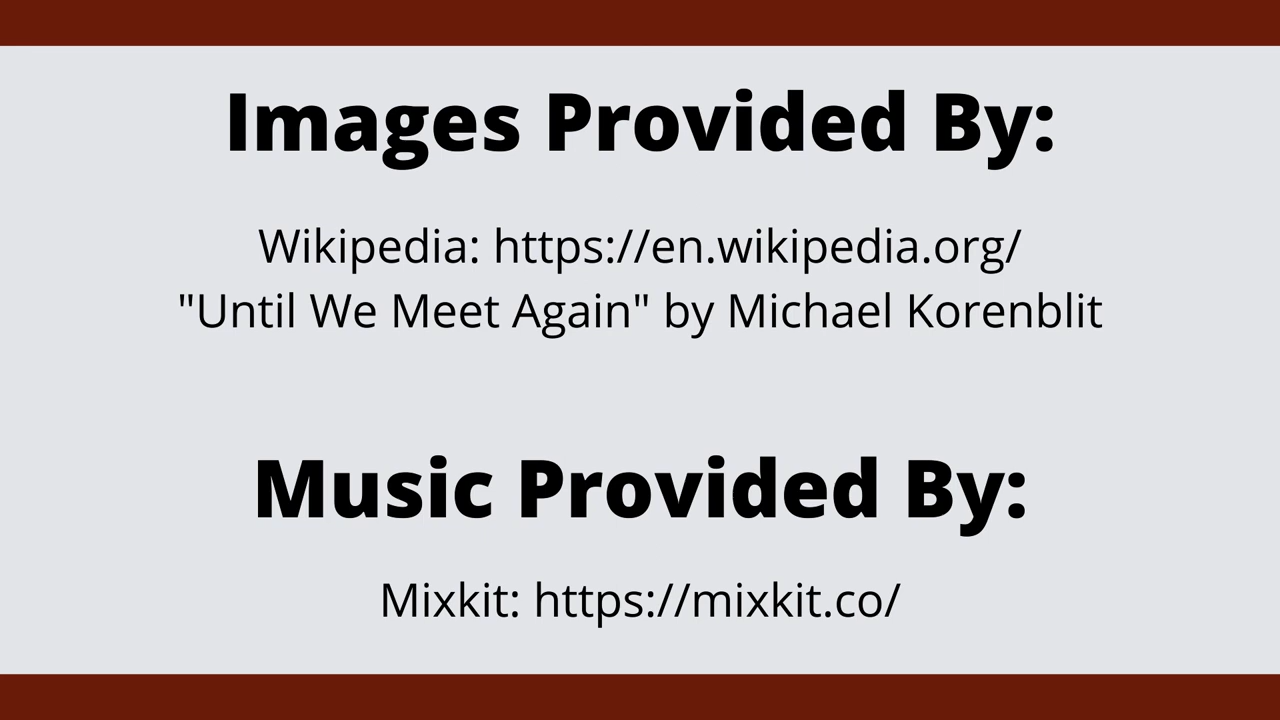 Images Provided By:
Wikipedia: https://en.wikipedia.org/
"Until We Meet Again" by Michael Korenblit
Music Provided By:
Mixkit: https://mixkit.co/